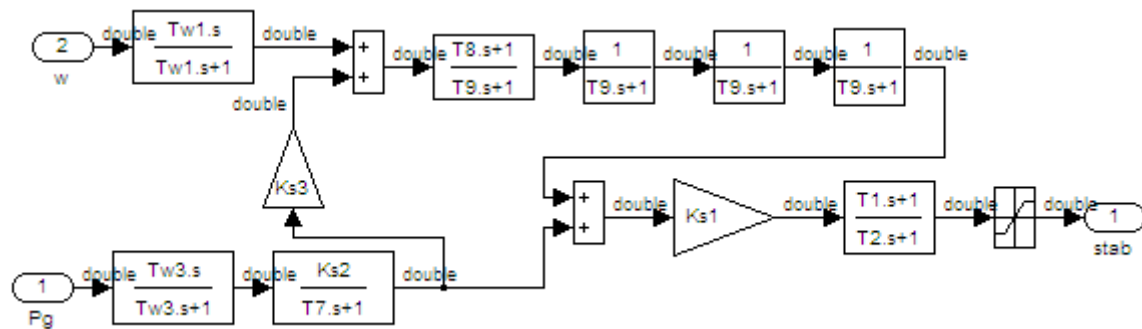 2
w
double
Tw1.s
Tw1.s+1
double
+
+
double
T8.s+1
T9.s+1
double
1
T9.s+1
double
1
T9.s+1
double
1
T9.s+1
double
double
Ks3
1
Pg
double
Tw3.s
Tw3.s+1
double
Ks2
T7.s+1
double
+
+
double
Ks1
double
T1.s+1
T2.s+1
double
double
1
stab